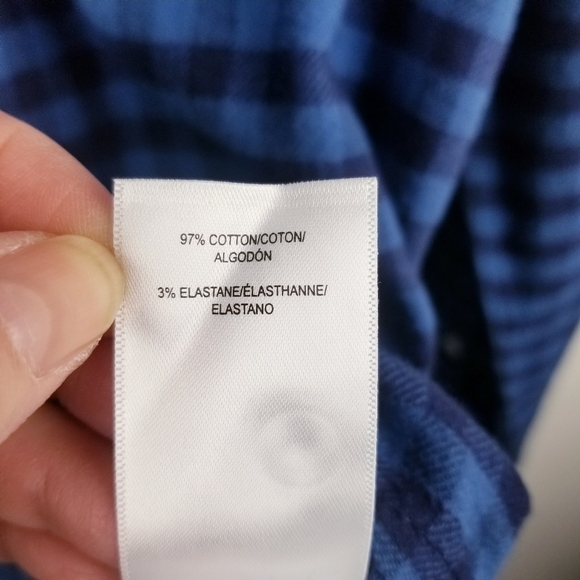 97% COTTON/COTON/
ALGODÓN
3% ELASTANE/ÉLASTHANNE/
ELASTANO